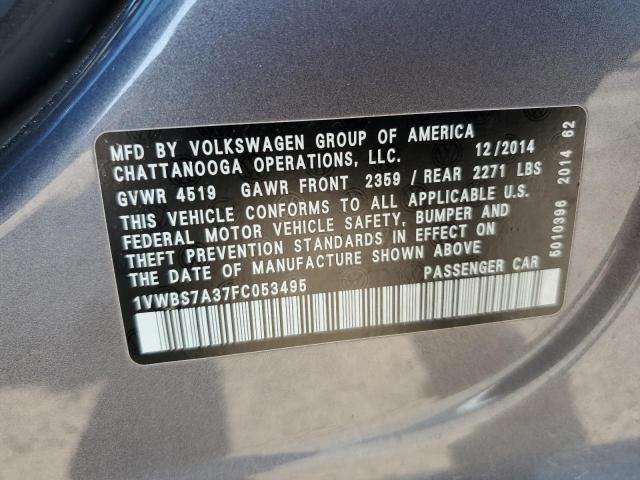 MFD BY VOLKSWAGEN GROUP OF AMERICA
CHATTANOOGA OPERATIONS, LLC. 12/2014
GVWR 4519 GAWR FRONT 2359 / REAR 2271 LBS
THIS VEHICLE CONFORMS TO ALL APPLICABLE U.S.
FEDERAL MOTOR VEHICLE SAFETY, BUMPER AND
THEFT PREVENTION STANDARDS IN EFFECT ON
THE DATE OF MANUFACTURE SHOWN ABOVE
1VWBS7A37FC053495 PASSENGER CAR
5010396 2014 62